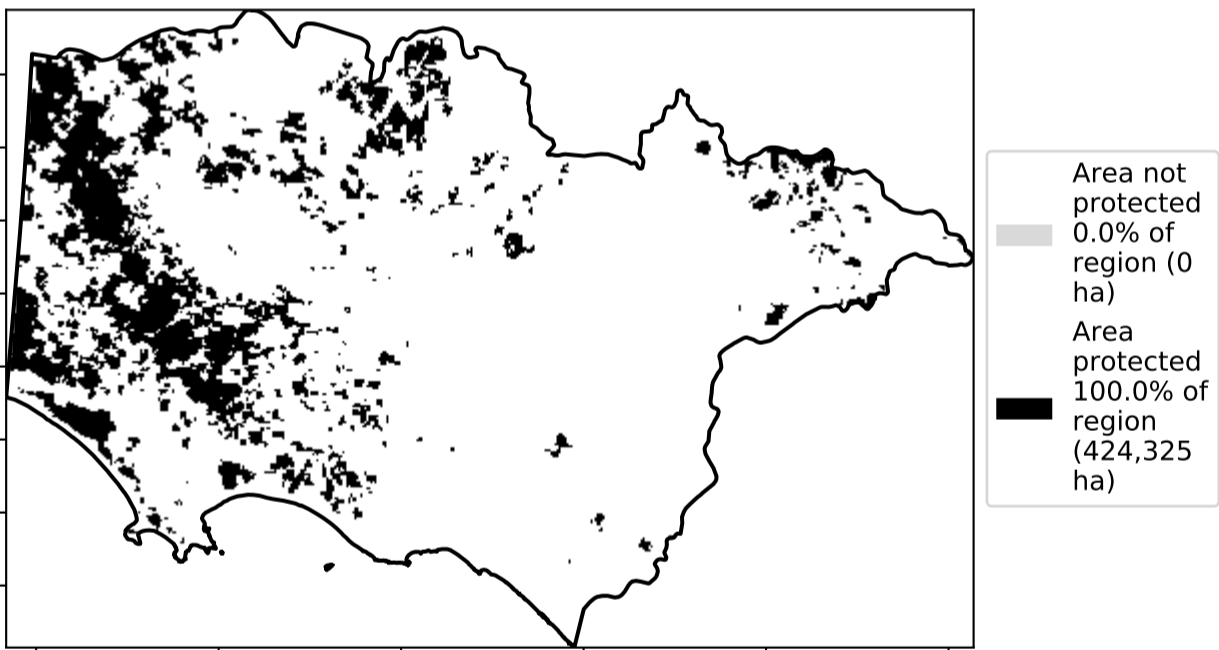 Area not
protected
0.0% of
region (0
ha)
Area
protected
100.0% of
region
(424,325
ha)